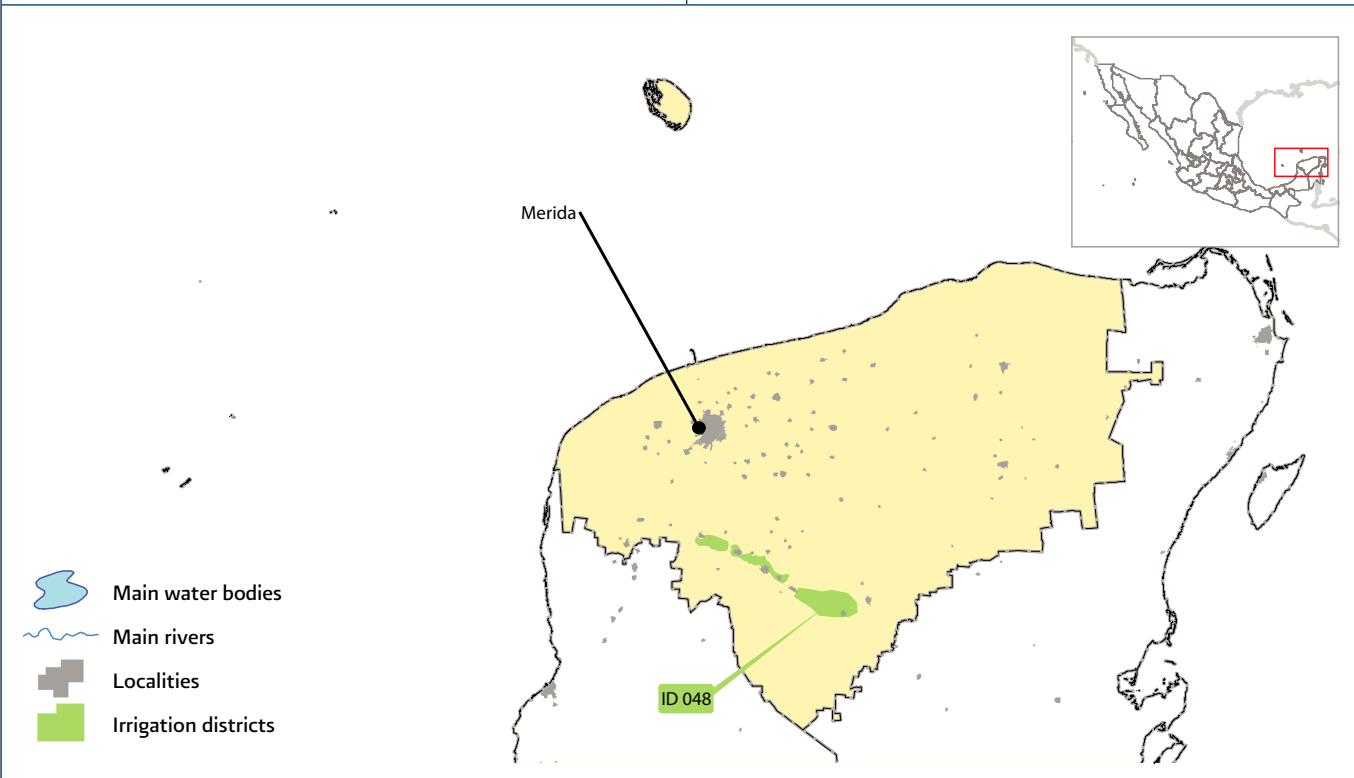 Merida
Main water bodies
Main rivers
Localities
Irrigation districts
ID 048